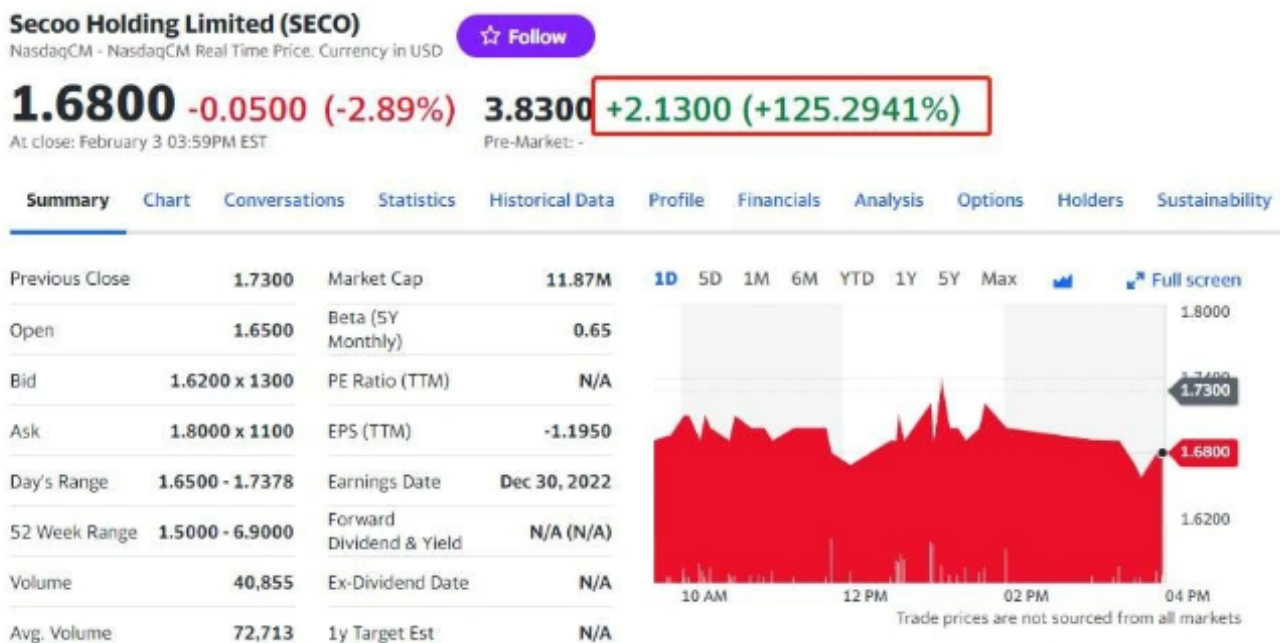 Secoo Holding Limited (SECO)
☆ Follow
NasdaqCM - NasdaqCM Real Time Price. Currency in USD
1.6800 -0.0500 (-2.89%) 3.8300 +2.1300 (+125.2941%)
At close: February 3 03:59PM EST Pre-Market: -
Summary Chart Conversations Statistics Historical Data Profile Financials Analysis Options Holders Sustainability
Previous Close 1.7300
Open 1.6500
Bid 1.6200 x 1300
Ask 1.8000 x 1100
Day's Range 1.6500 - 1.7378
52 Week Range 1.5000 - 6.9000
Volume 40,855
Avg. Volume 72,713
Market Cap 11.87M
Beta (5Y
Monthly) 0.65
PE Ratio (TTM) N/A
EPS (TTM) -1.1950
Earnings Date Dec 30, 2022
Forward
Dividend & Yield N/A (N/A)
Ex-Dividend Date N/A
1y Target Est N/A
1D 5D 1M 6M YTD 1Y 5Y Max Full screen
1.8000
1.7400
1.7300
1.6800
1.6200
10 AM 12 PM 02 PM 04 PM
Trade prices are not sourced from all markets